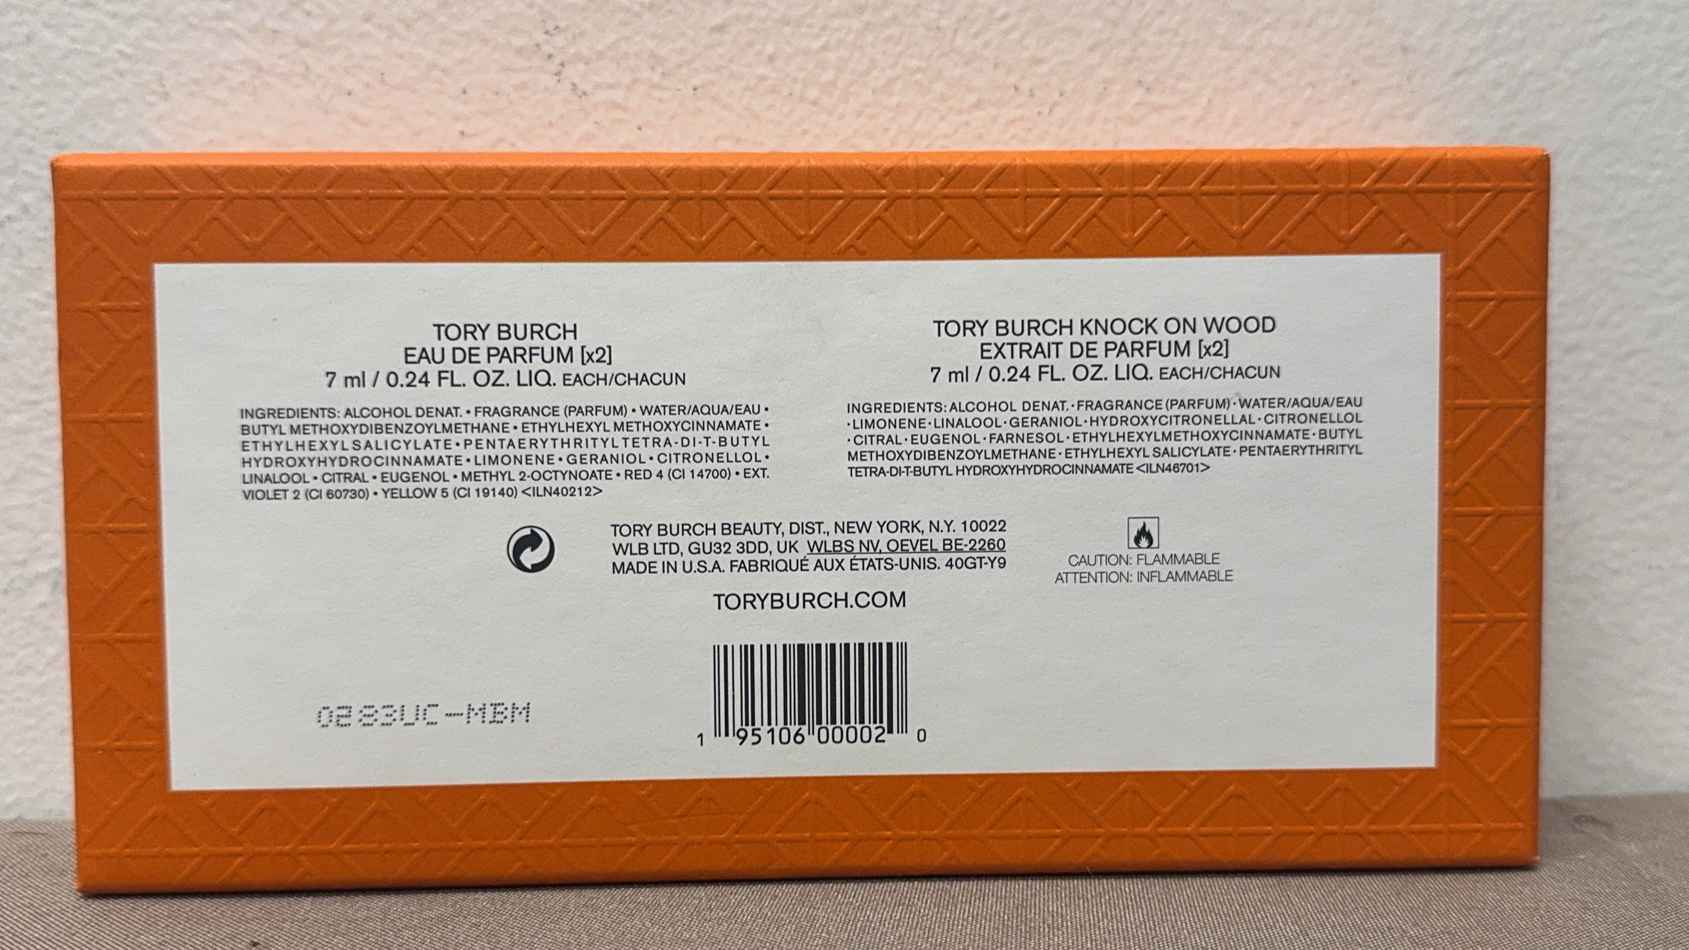 TORY BURCH
EAU DE PARFUM [x2]
7 ml / 0.24 FL. OZ. LIQ. EACH/CHACUN
INGREDIENTS: ALCOHOL DENAT. • FRAGRANCE (PARFUM) • WATER/AQUA/EAU •
BUTYL METHOXYDIBENZOYLMETHANE • ETHYLHEXYL METHOXYCINNAMATE •
ETHYLHEXYL SALICYLATE • PENTAERYTHRITYL TETRA-DI-T-BUTYL
HYDROXYHYDROCINNAMATE • LIMONENE • GERANIOL • CITRONELLOL •
LINALOOL • CITRAL • EUGENOL • METHYL 2-OCTYNOATE • RED 4 (CI 14700) • EXT.
VIOLET 2 (CI 60730) • YELLOW 5 (CI 19140) <ILN40212>
TORY BURCH KNOCK ON WOOD
EXTRAIT DE PARFUM [x2]
7 ml / 0.24 FL. OZ. LIQ. EACH/CHACUN
INGREDIENTS: ALCOHOL DENAT. · FRAGRANCE (PARFUM) · WATER/AQUA/EAU
· LIMONENE · LINALOOL · GERANIOL · HYDROXYCITRONELLAL · CITRONELLOL
· CITRAL · EUGENOL · FARNESOL · ETHYLHEXYLMETHOXYCINNAMATE · BUTYL
METHOXYDIBENZOYLMETHANE · ETHYLHEXYL SALICYLATE · PENTAERYTHRITYL
TETRA-DI-T-BUTYL HYDROXYHYDROCINNAMATE <ILN46701>
TORY BURCH BEAUTY, DIST., NEW YORK, N.Y. 10022
WLB LTD, GU32 3DD, UK WLBS NV, OEVEL BE-2260
MADE IN U.S.A. FABRIQUÉ AUX ÉTATS-UNIS. 40GT-Y9
CAUTION: FLAMMABLE
ATTENTION: INFLAMMABLE
TORYBURCH.COM
0283UC-MBM
1 95106 00002 0